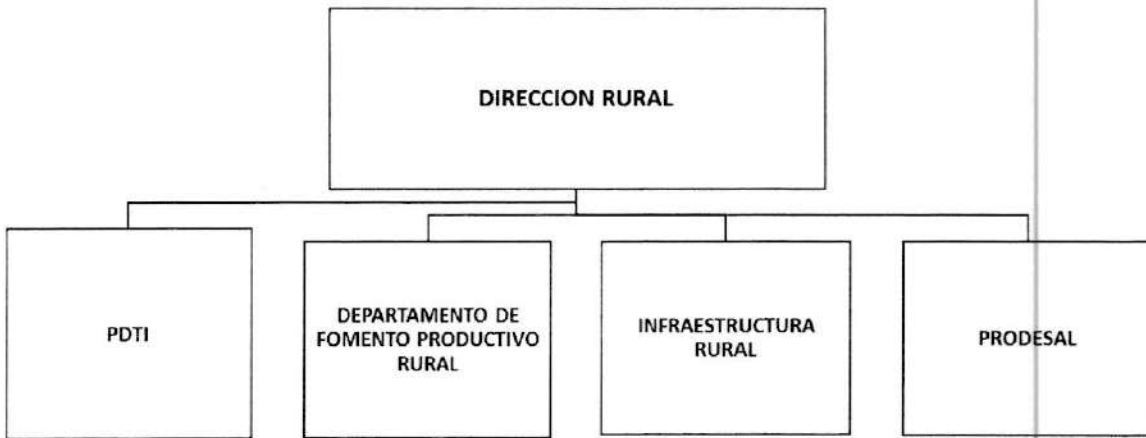 DIRECCION RURAL
PDTI
DEPARTAMENTO DE
FOMENTO PRODUCTIVO
RURAL
INFRAESTRUCTURA
RURAL
PRODESAL